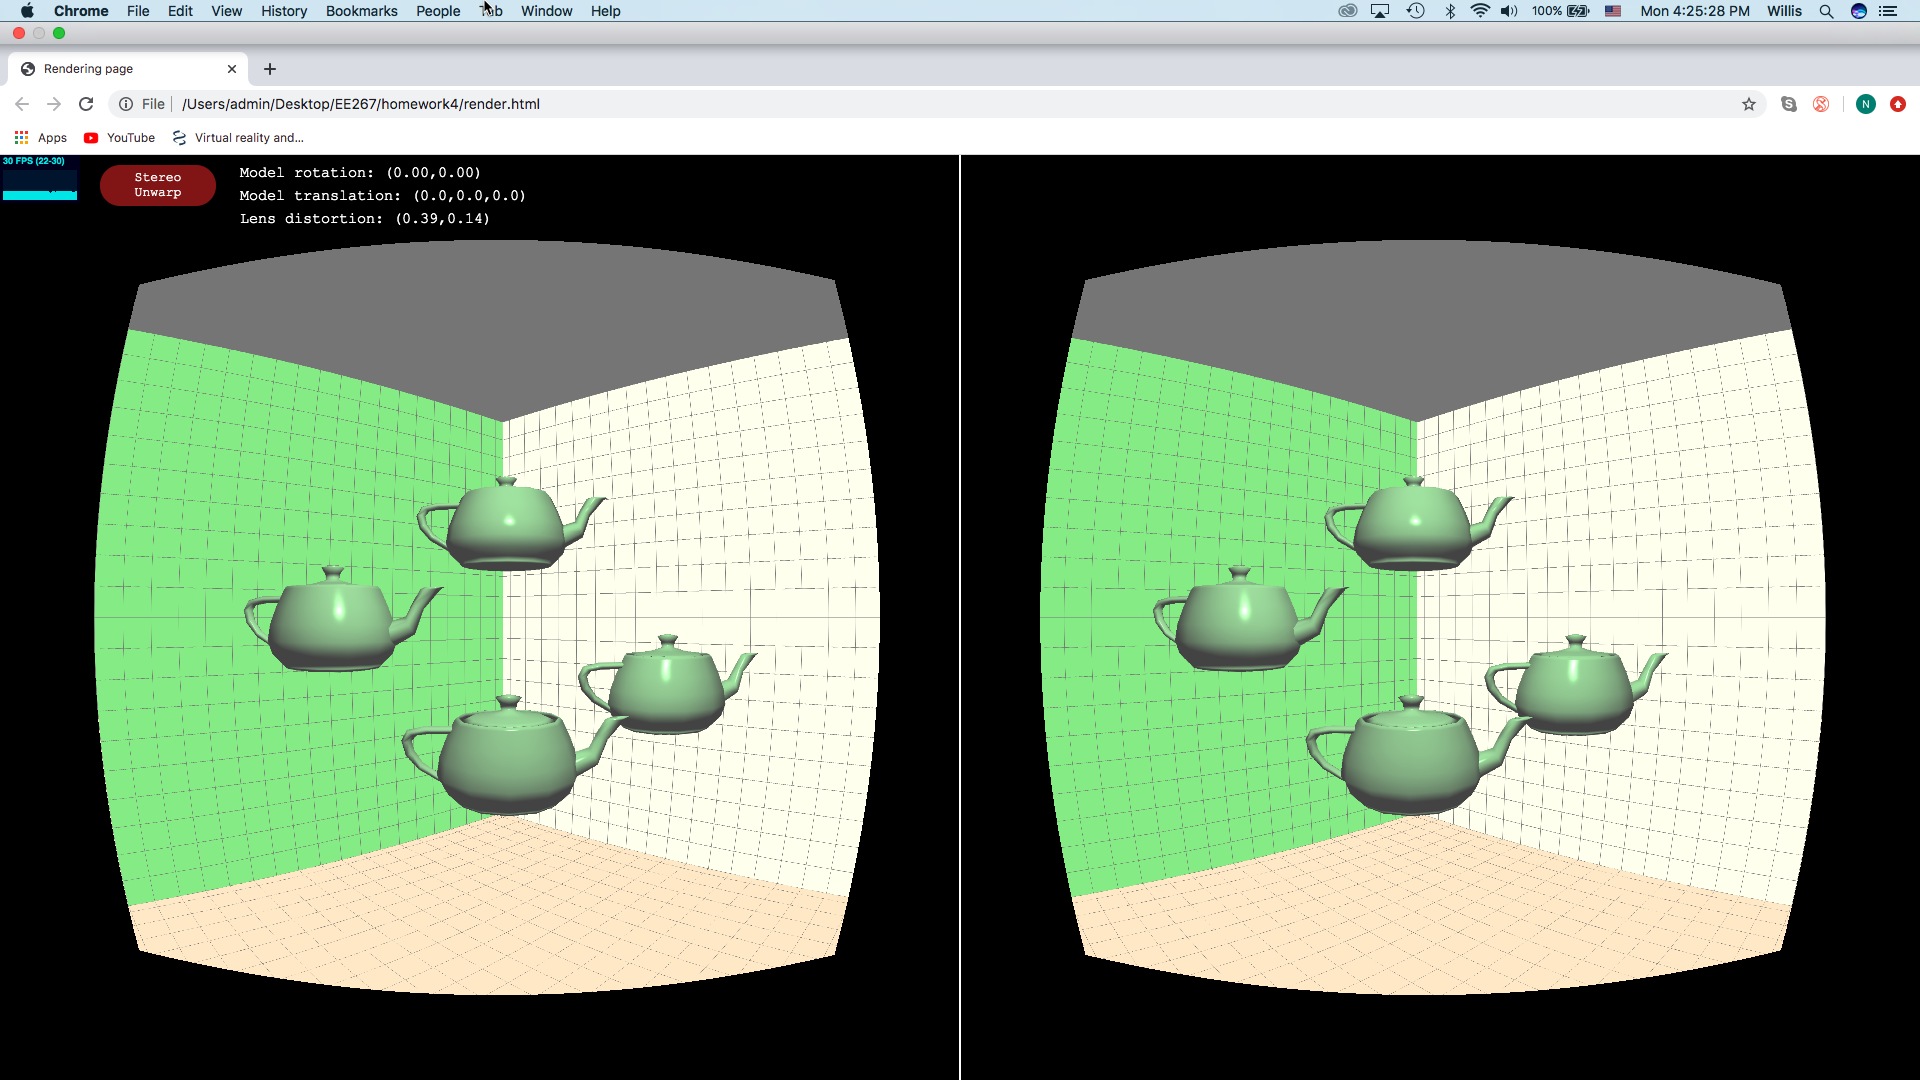 Chrome File Edit View History Bookmarks People Tab Window Help 100% Mon 4:25:28 PM Willis
Rendering page
File /Users/admin/Desktop/EE267/homework4/render.html N
Apps YouTube Virtual reality and...
30 FPS (22-30)
Stereo
Unwarp
Model rotation: (0.00,0.00)
Model translation: (0.0,0.0,0.0)
Lens distortion: (0.39,0.14)